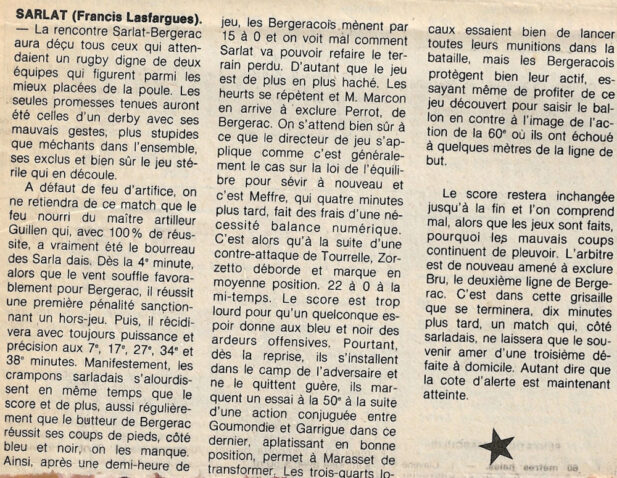 SARLAT (Francis Lasfargues).
— La rencontre Sarlat-Bergerac
aura déçu tous ceux qui atten-
daient un rugby digne de deux
équipes qui figurent parmi les
mieux placées de la poule. Les
seules promesses tenues auront
été celles d'un derby avec ses
mauvais gestes, plus stupides
que méchants dans l'ensemble,
ses exclus et bien sûr le jeu sté-
rile qui en découle.
A défaut de feu d'artifice, on
ne retiendra de ce match que le
feu nourri du maître artilleur
Guillen qui, avec 100 % de réus-
site, a vraiment été le bourreau
des Sarla dais. Dès la 4e minute,
alors que le vent souffle favora-
blement pour Bergerac, il réussit
une première pénalité sanction-
nant un hors-jeu. Puis, il récidi-
vera avec toujours puissance et
précision aux 7e, 17e, 27e, 34e et
38e minutes. Manifestement, les
crampons sarladais s'alourdis-
sent en même temps que le
score et de plus, aussi régulière-
ment que le butteur de Bergerac
réussit ses coups de pieds, côté
bleu et noir, on les manque.
Ainsi, après une demi-heure de
jeu, les Bergeracois mènent par
15 à 0 et on voit mal comment
Sarlat va pouvoir refaire le ter-
rain perdu. D'autant que le jeu
est de plus en plus haché. Les
heurts se répètent et M. Marcon
en arrive à exclure Perrot, de
Bergerac. On s'attend bien sûr à
ce que le directeur de jeu s'ap-
plique comme c'est générale-
ment le cas sur la loi de l'équili-
bre pour sévir à nouveau et
c'est Meffre, qui quatre minutes
plus tard, fait des frais d'une né-
cessité balance numérique.
C'est alors qu'à la suite d'une
contre-attaque de Tourrelle, Zor-
zetto déborde et marque en
moyenne position. 22 à 0 à la
mi-temps. Le score est trop
lourd pour qu'un quelconque es-
poir donne aux bleu et noir des
ardeurs offensives. Pourtant,
dès la reprise, ils s'installent
dans le camp de l'adversaire et
ne le quittent guère, ils mar-
quent un essai à la 50e à la suite
d'une action conjuguée entre
Goumondie et Garrigue dans ce
dernier, aplatissant en bonne
position, permet à Marasset de
transformer. Les trois-quarts lo-
caux essaient bien de lancer
toutes leurs munitions dans la
bataille, mais les Bergeracois
protègent bien leur actif, es-
sayant même de profiter de ce
jeu découvert pour saisir le bal-
lon en contre à l'image de l'ac-
tion de la 60e où ils ont échoué
à quelques mètres de la ligne de
but.
Le score restera inchangée
jusqu'à la fin et l'on comprend
mal, alors que les jeux sont faits,
pourquoi les mauvais coups
continuent de pleuvoir. L'arbitre
est de nouveau amené à exclure
Bru, le deuxième ligne de Berge-
rac. C'est dans cette grisaille
que se terminera, dix minutes
plus tard, un match qui, côté
sarladais, ne laissera que le sou-
venir amer d'une troisième dé-
faite à domicile. Autant dire que
la cote d'alerte est maintenant
atteinte.